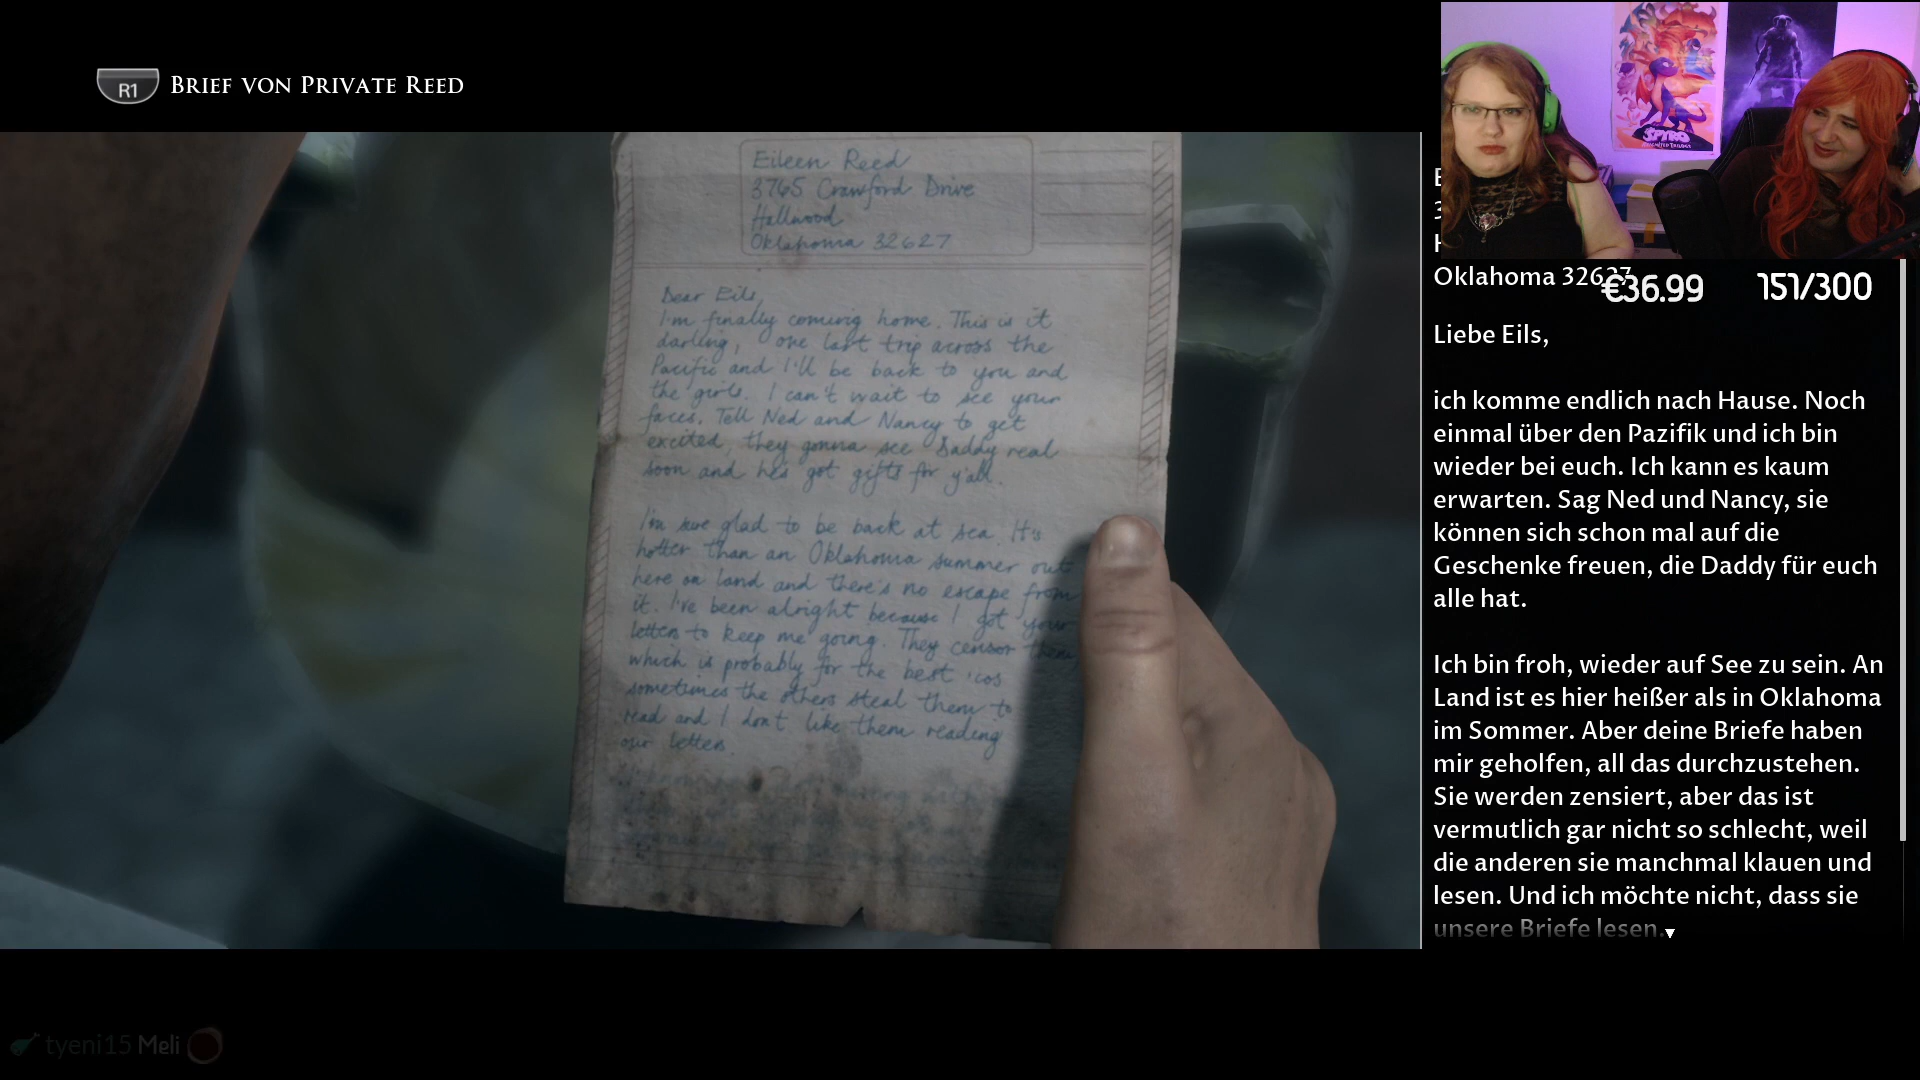 R1 Brief von Private Reed
Eileen Reed
3765 Crawford Drive
Hallwood
Oklahoma 32627
Dear Eils,
I'm finally coming home. This is it
darling, one last trip across the
Pacific and I'll be back to you and
the girls. I can't wait to see your
faces. Tell Ned and Nancy to get
excited, they gonna see Daddy real
soon and he's got gifts for y'all.
I'm sure glad to be back at sea. It's
hotter than an Oklahoma summer out
here on land and there's no escape from
it. I've been alright because I got your
letters to keep me going. They censor them
which is probably for the best 'cos
sometimes the others steal them to
read and I don't like them reading
our letters.
SPYRO
Oklahoma 32627
€36.99 151/300
Liebe Eils,
ich komme endlich nach Hause. Noch
einmal über den Pazifik und ich bin
wieder bei euch. Ich kann es kaum
erwarten. Sag Ned und Nancy, sie
können sich schon mal auf die
Geschenke freuen, die Daddy für euch
alle hat.
Ich bin froh, wieder auf See zu sein. An
Land ist es hier heißer als in Oklahoma
im Sommer. Aber deine Briefe haben
mir geholfen, all das durchzustehen.
Sie werden zensiert, aber das ist
vermutlich gar nicht so schlecht, weil
die anderen sie manchmal klauen und
lesen. Und ich möchte nicht, dass sie
unsere Briefe lesen.
tyeni15 Meli